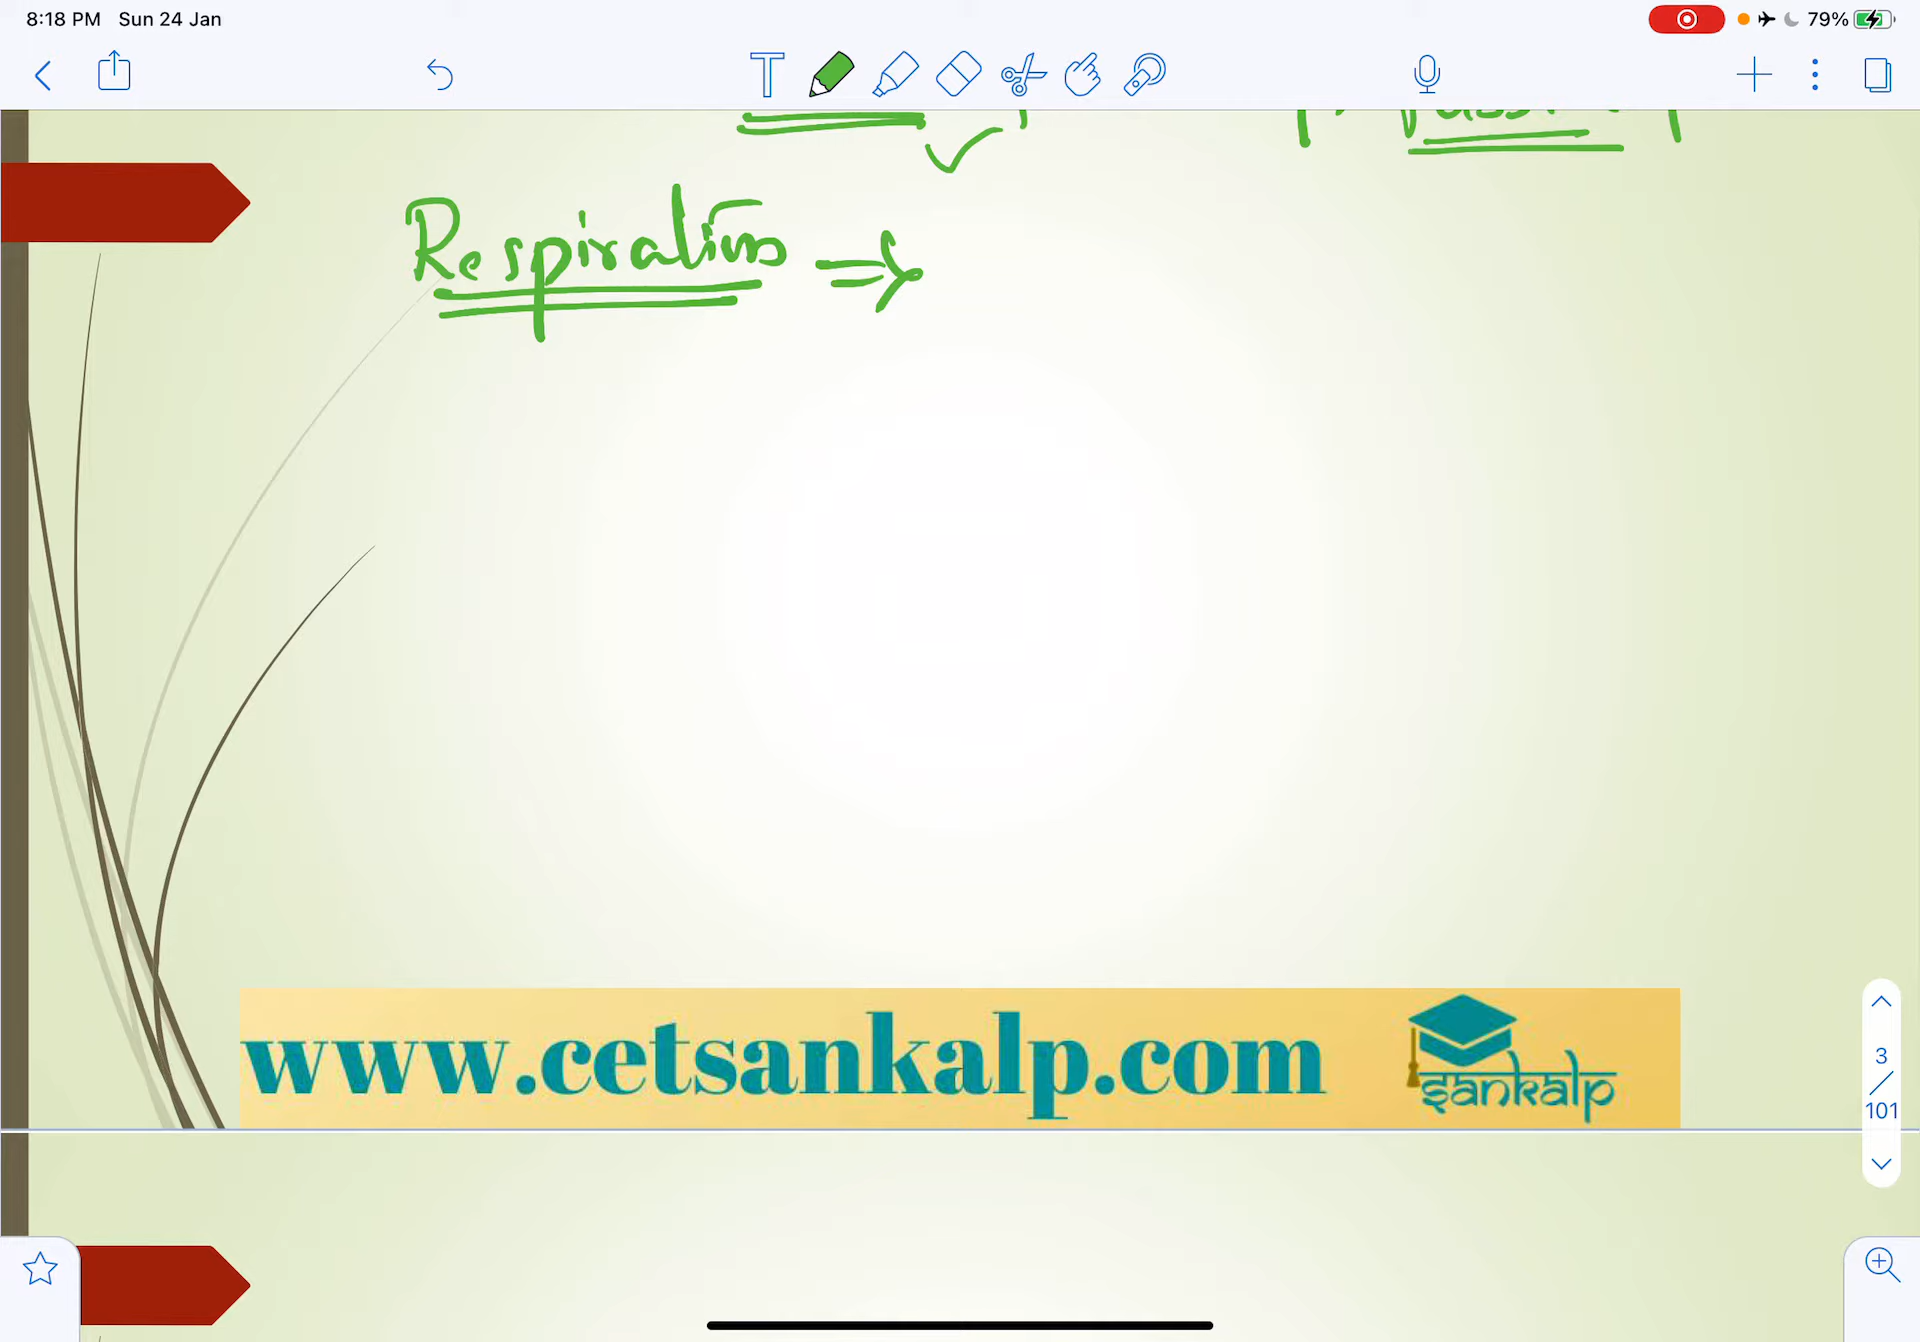 8:18 PM Sun 24 Jan
79%
Respiration ⇒
www.cetsankalp.com
sankalp
3
/
101